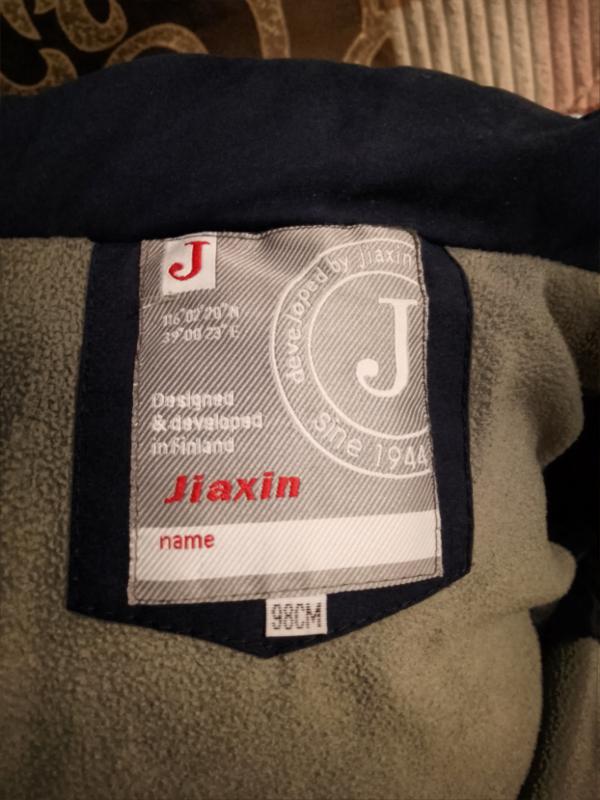 J
116°02'20"N
39°00'23"E
developed by Jiaxin
J
sine 1944
Designed
& developed
in Finland
Jiaxin
name
98CM